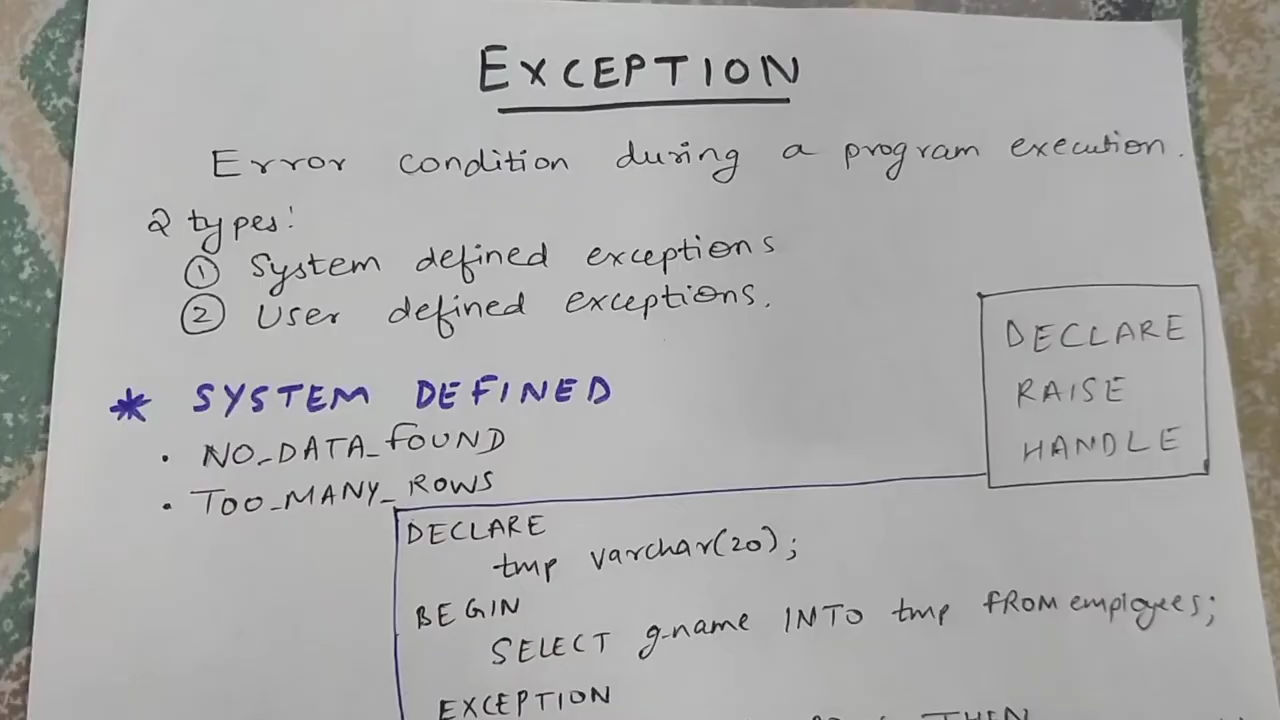 EXCEPTION
Error condition during a program execution.
2 types:
1 System defined exceptions
2 User defined exceptions.
DECLARE
RAISE
HANDLE
* SYSTEM DEFINED
. NO_DATA_FOUND
. TOO_MANY_ROWS
DECLARE
tmp varchar(20);
BEGIN
SELECT g-name INTO tmp FROM employees;
EXCEPTION
THEN